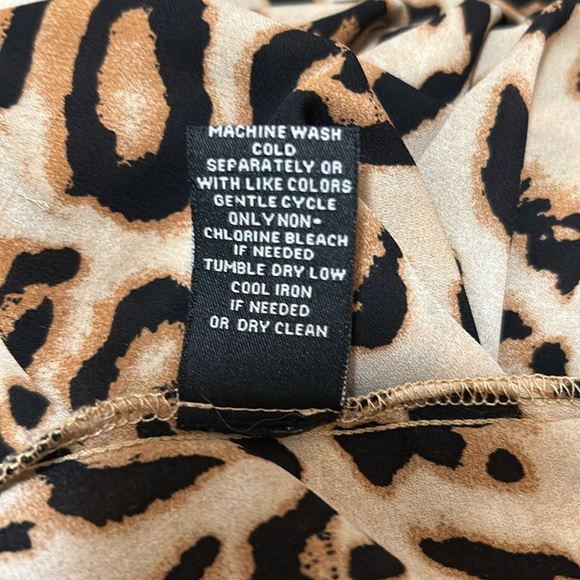 MACHINE WASH
COLD
SEPARATELY OR
WITH LIKE COLORS
GENTLE CYCLE
ONLY NON-
CHLORINE BLEACH
IF NEEDED
TUMBLE DRY LOW
COOL IRON
IF NEEDED
OR DRY CLEAN